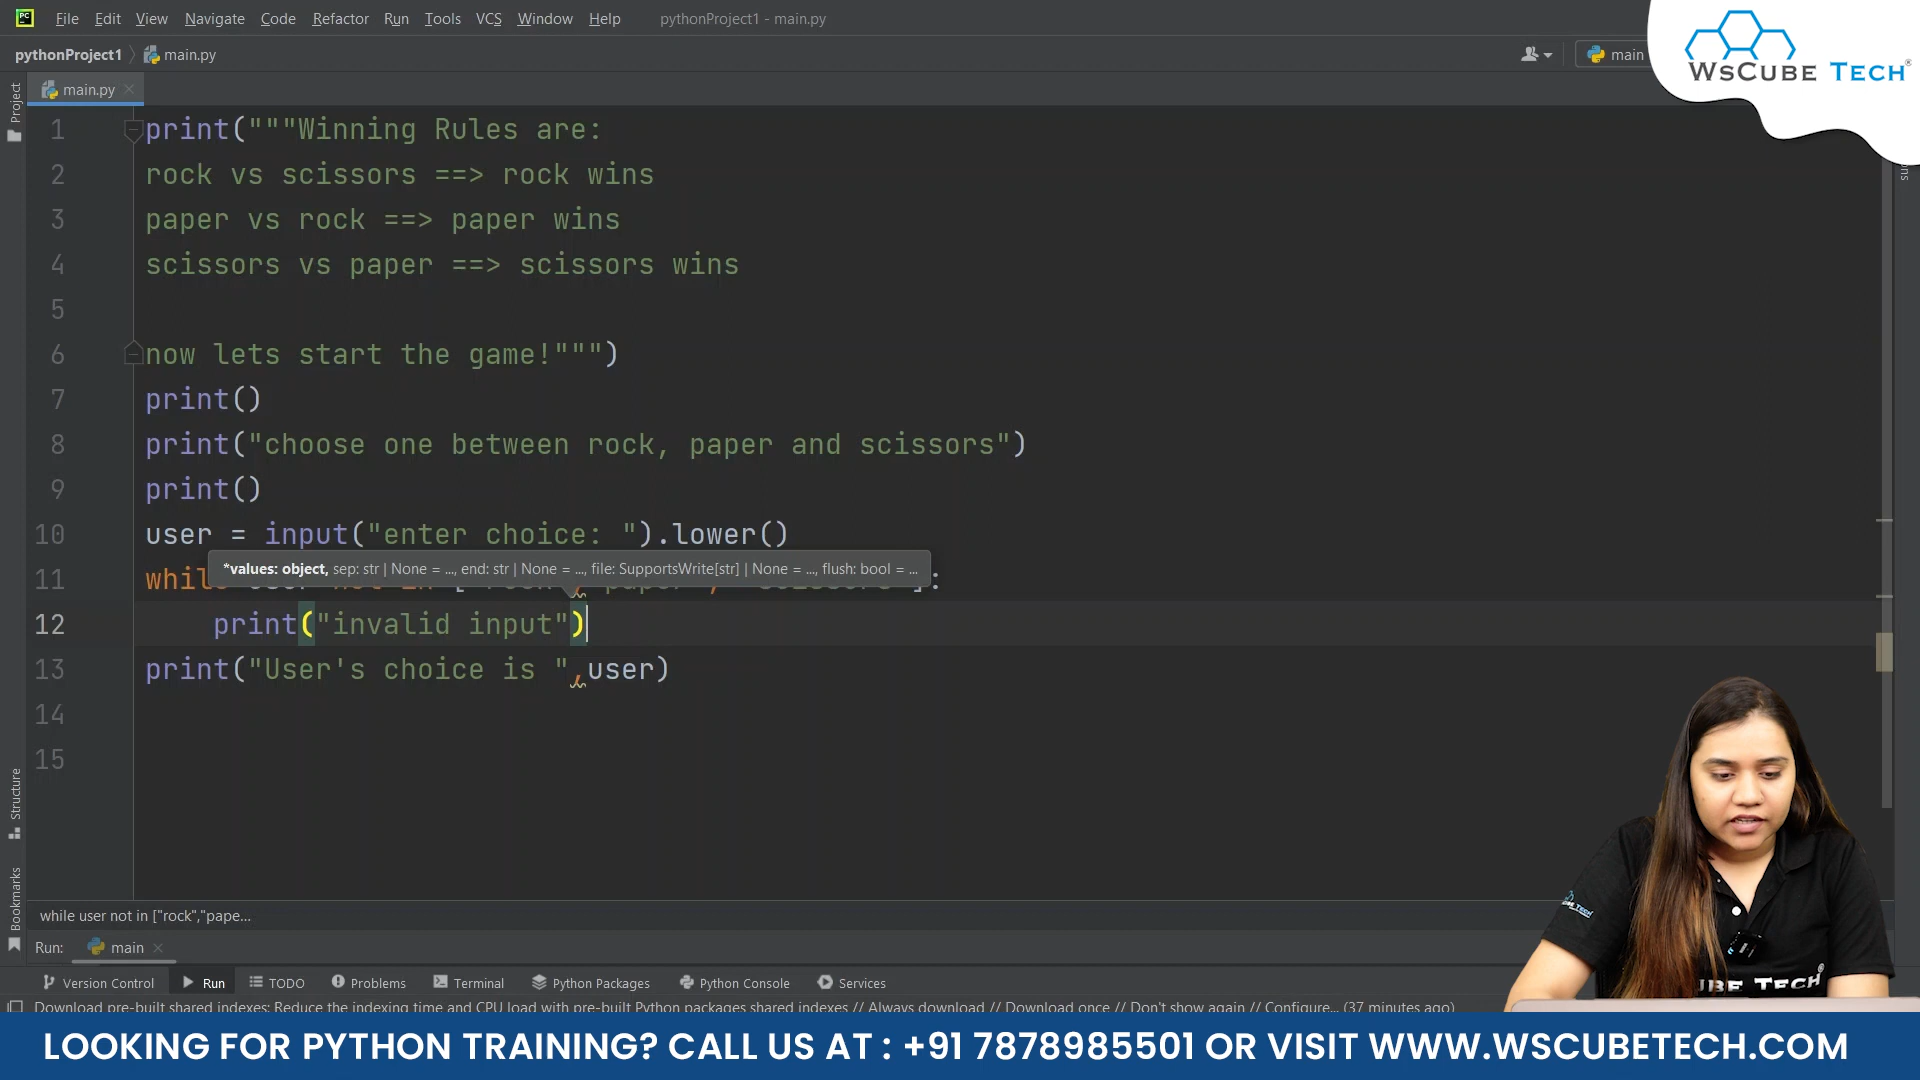 File Edit View Navigate Code Refactor Run Tools VCS Window Help pythonProject1 - main.py
pythonProject1 main.py
main
WsCUBE TECH
main.py
Project
1 print("""Winning Rules are:
2 rock vs scissors ==> rock wins
3 paper vs rock ==> paper wins
4 scissors vs paper ==> scissors wins
5
6 now lets start the game!""")
7 print()
8 print("choose one between rock, paper and scissors")
9 print()
10 user = input("enter choice: ").lower()
*values: object, sep: str | None = ..., end: str | None = ..., file: SupportsWrite[str] | None = ..., flush: bool = ...
11
12 print("invalid input")
13 print("User's choice is ",user)
14
15
Structure
Bookmarks
while user not in ["rock","pape...
Run: main
Version Control Run TODO Problems Terminal Python Packages Python Console Services
Download pre-built shared indexes: Reduce the indexing time and CPU load with pre-built Python packages shared indexes // Always download // Download once // Don't show again // Configure... (37 minutes ago)
LOOKING FOR PYTHON TRAINING? CALL US AT : +91 7878985501 OR VISIT WWW.WSCUBETECH.COM